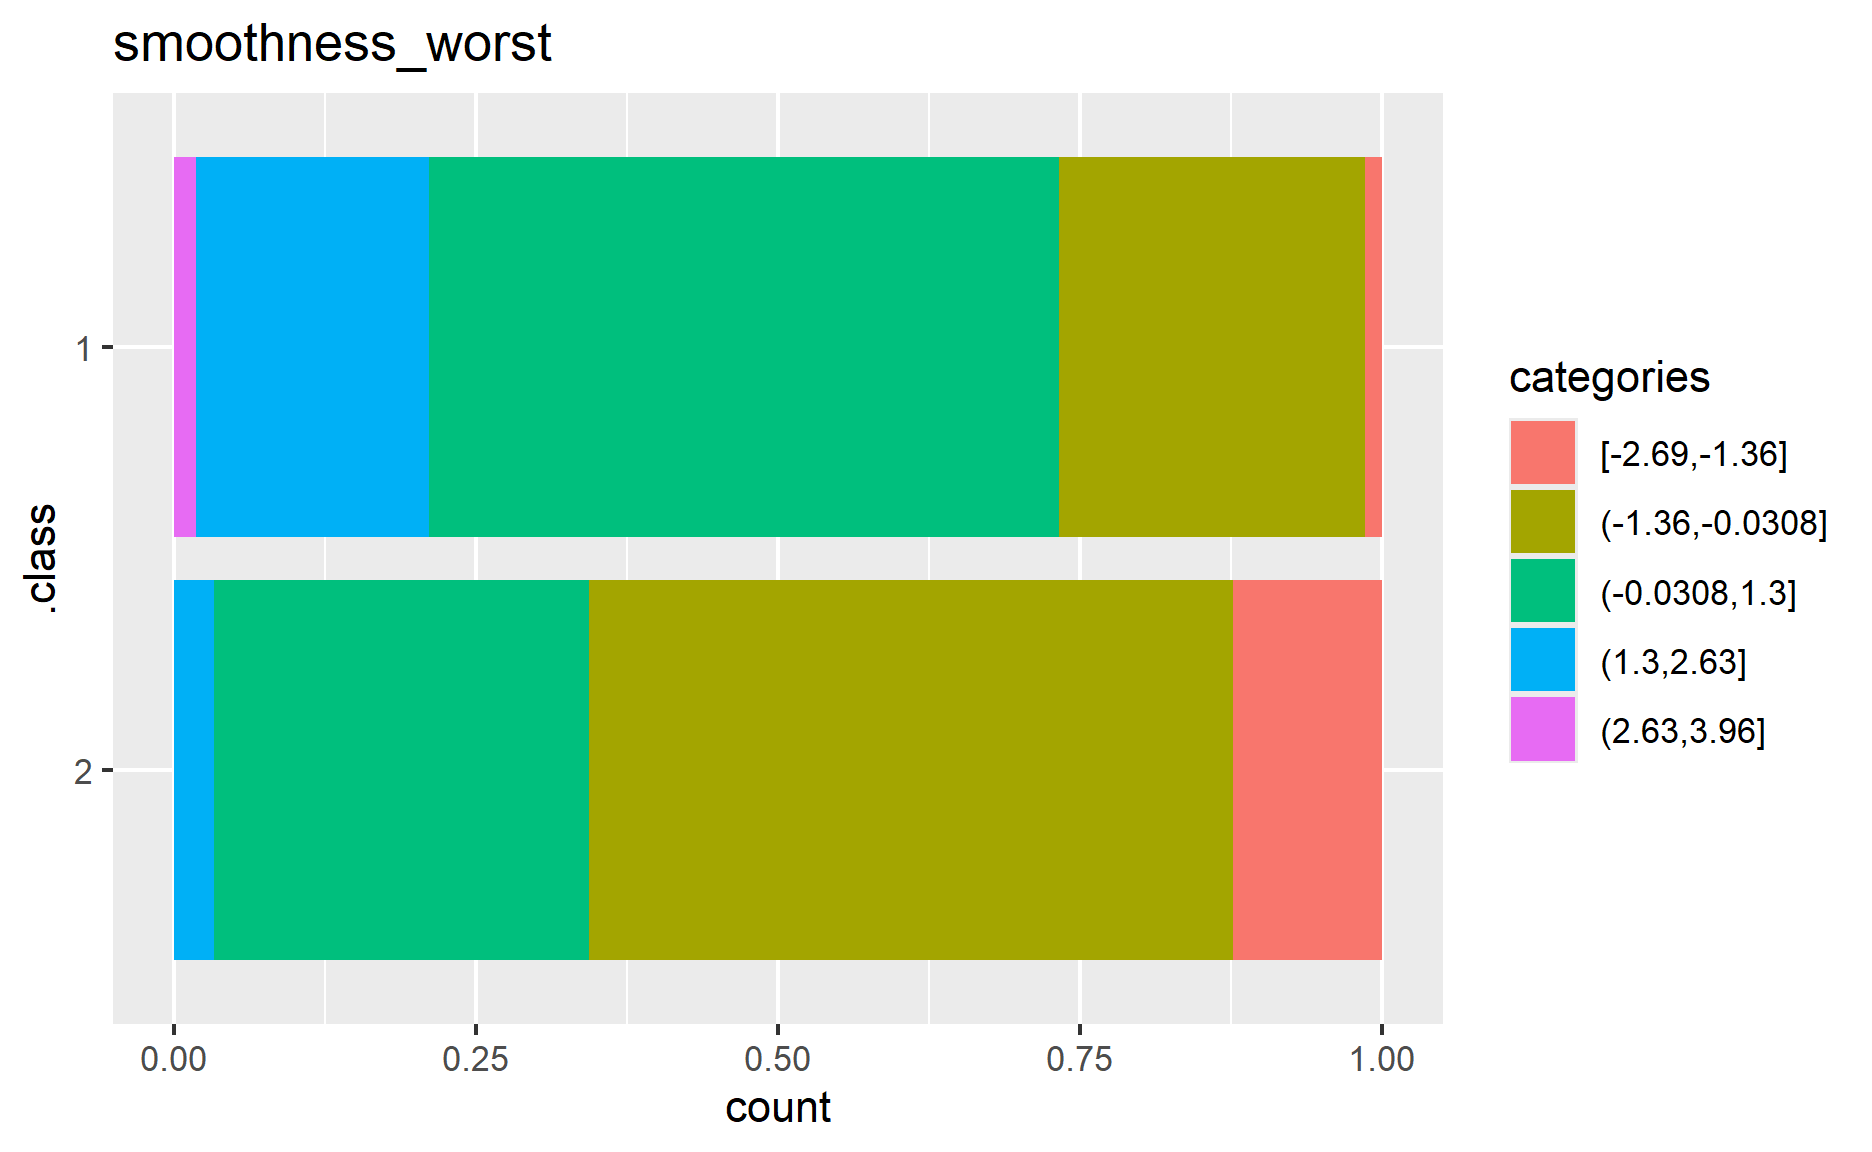 smoothness_worst
.class
1
2
0.00 0.25 0.50 0.75 1.00
count
categories
[-2.69,-1.36]
(-1.36,-0.0308]
(-0.0308,1.3]
(1.3,2.63]
(2.63,3.96]